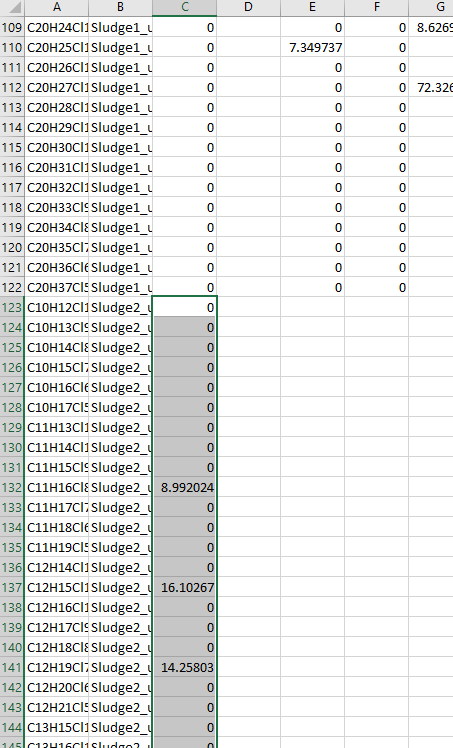 A B C D E F G
109 C20H24Cl1 Sludge1_u 0 0 0 8.6269
110 C20H25Cl1 Sludge1_u 0 7.349737 0
111 C20H26Cl1 Sludge1_u 0 0 0
112 C20H27Cl1 Sludge1_u 0 0 0 72.326
113 C20H28Cl1 Sludge1_u 0 0 0
114 C20H29Cl1 Sludge1_u 0 0 0
115 C20H30Cl1 Sludge1_u 0 0 0
116 C20H31Cl1 Sludge1_u 0 0 0
117 C20H32Cl1 Sludge1_u 0 0 0
118 C20H33Cl9 Sludge1_u 0 0 0
119 C20H34Cl8 Sludge1_u 0 0 0
120 C20H35Cl7 Sludge1_u 0 0 0
121 C20H36Cl6 Sludge1_u 0 0 0
122 C20H37Cl5 Sludge1_u 0 0 0
123 C10H12Cl1 Sludge2_u 0
124 C10H13Cl9 Sludge2_u 0
125 C10H14Cl8 Sludge2_u 0
126 C10H15Cl7 Sludge2_u 0
127 C10H16Cl6 Sludge2_u 0
128 C10H17Cl5 Sludge2_u 0
129 C11H13Cl1 Sludge2_u 0
130 C11H14Cl1 Sludge2_u 0
131 C11H15Cl9 Sludge2_u 0
132 C11H16Cl8 Sludge2_u 8.992024
133 C11H17Cl7 Sludge2_u 0
134 C11H18Cl6 Sludge2_u 0
135 C11H19Cl5 Sludge2_u 0
136 C12H14Cl1 Sludge2_u 0
137 C12H15Cl1 Sludge2_u 16.10267
138 C12H16Cl1 Sludge2_u 0
139 C12H17Cl9 Sludge2_u 0
140 C12H18Cl8 Sludge2_u 0
141 C12H19Cl7 Sludge2_u 14.25803
142 C12H20Cl6 Sludge2_u 0
143 C12H21Cl5 Sludge2_u 0
144 C13H15Cl1 Sludge2_u 0
145 C13H16Cl1 Sludge2_u 0